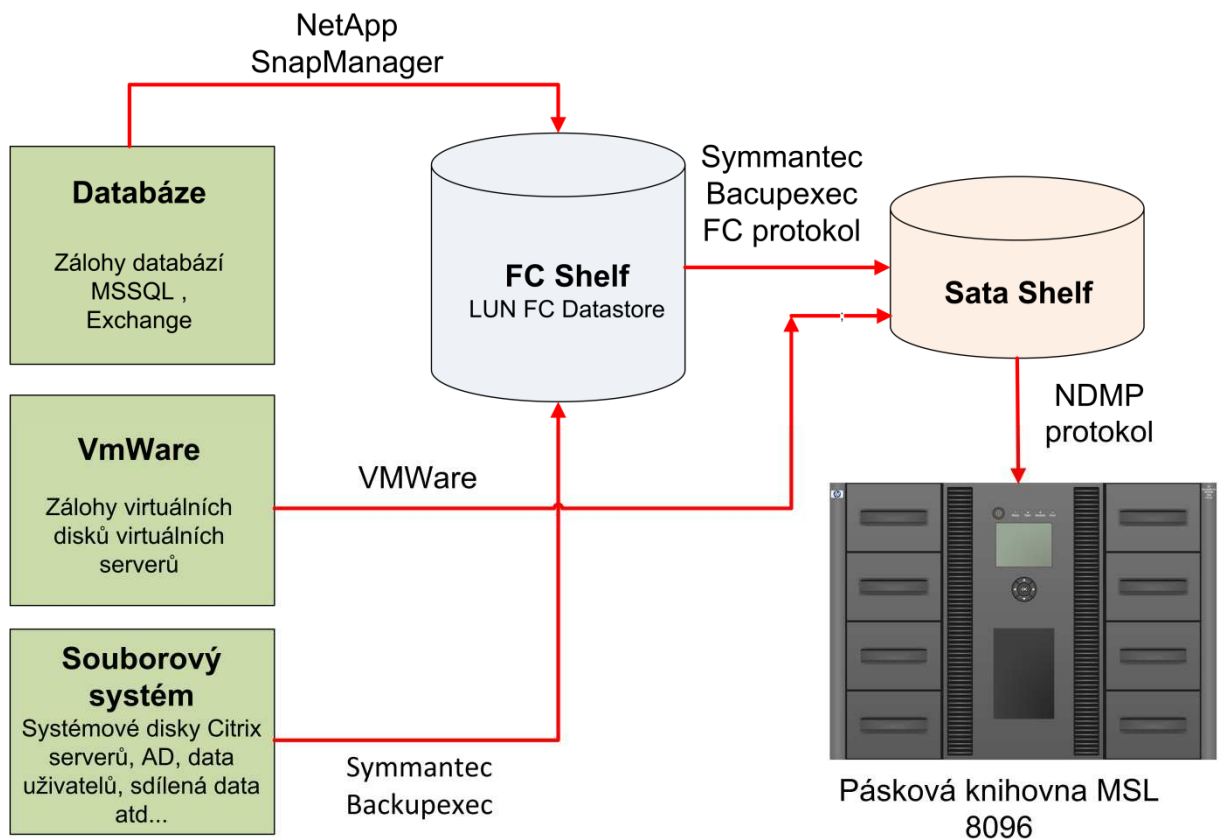 NetApp
SnapManager
Databáze
Zálohy databází
MSSQL ,
Exchange
Symmantec
Bacupexec
FC protokol
FC Shelf
LUN FC Datastore
Sata Shelf
NDMP
protokol
VmWare
Zálohy virtuálních
disků virtuálních
serverů
VMWare
Souborový
systém
Systémové disky Citrix
serverů, AD, data
uživatelů, sdílená data
atd...
Symmantec
Backupexec
Pásková knihovna MSL
8096